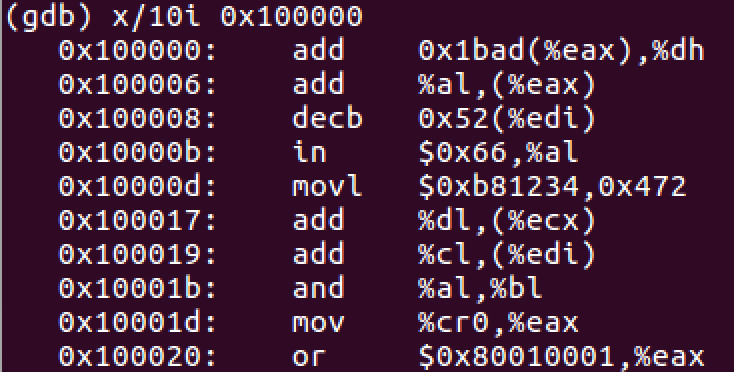 (gdb) x/10i 0x100000
0x100000: add 0x1bad(%eax),%dh
0x100006: add %al,(%eax)
0x100008: decb 0x52(%edi)
0x10000b: in $0x66,%al
0x10000d: movl $0xb81234,0x472
0x100017: add %dl,(%ecx)
0x100019: add %cl,(%edi)
0x10001b: and %al,%bl
0x10001d: mov %cr0,%eax
0x100020: or $0x80010001,%eax